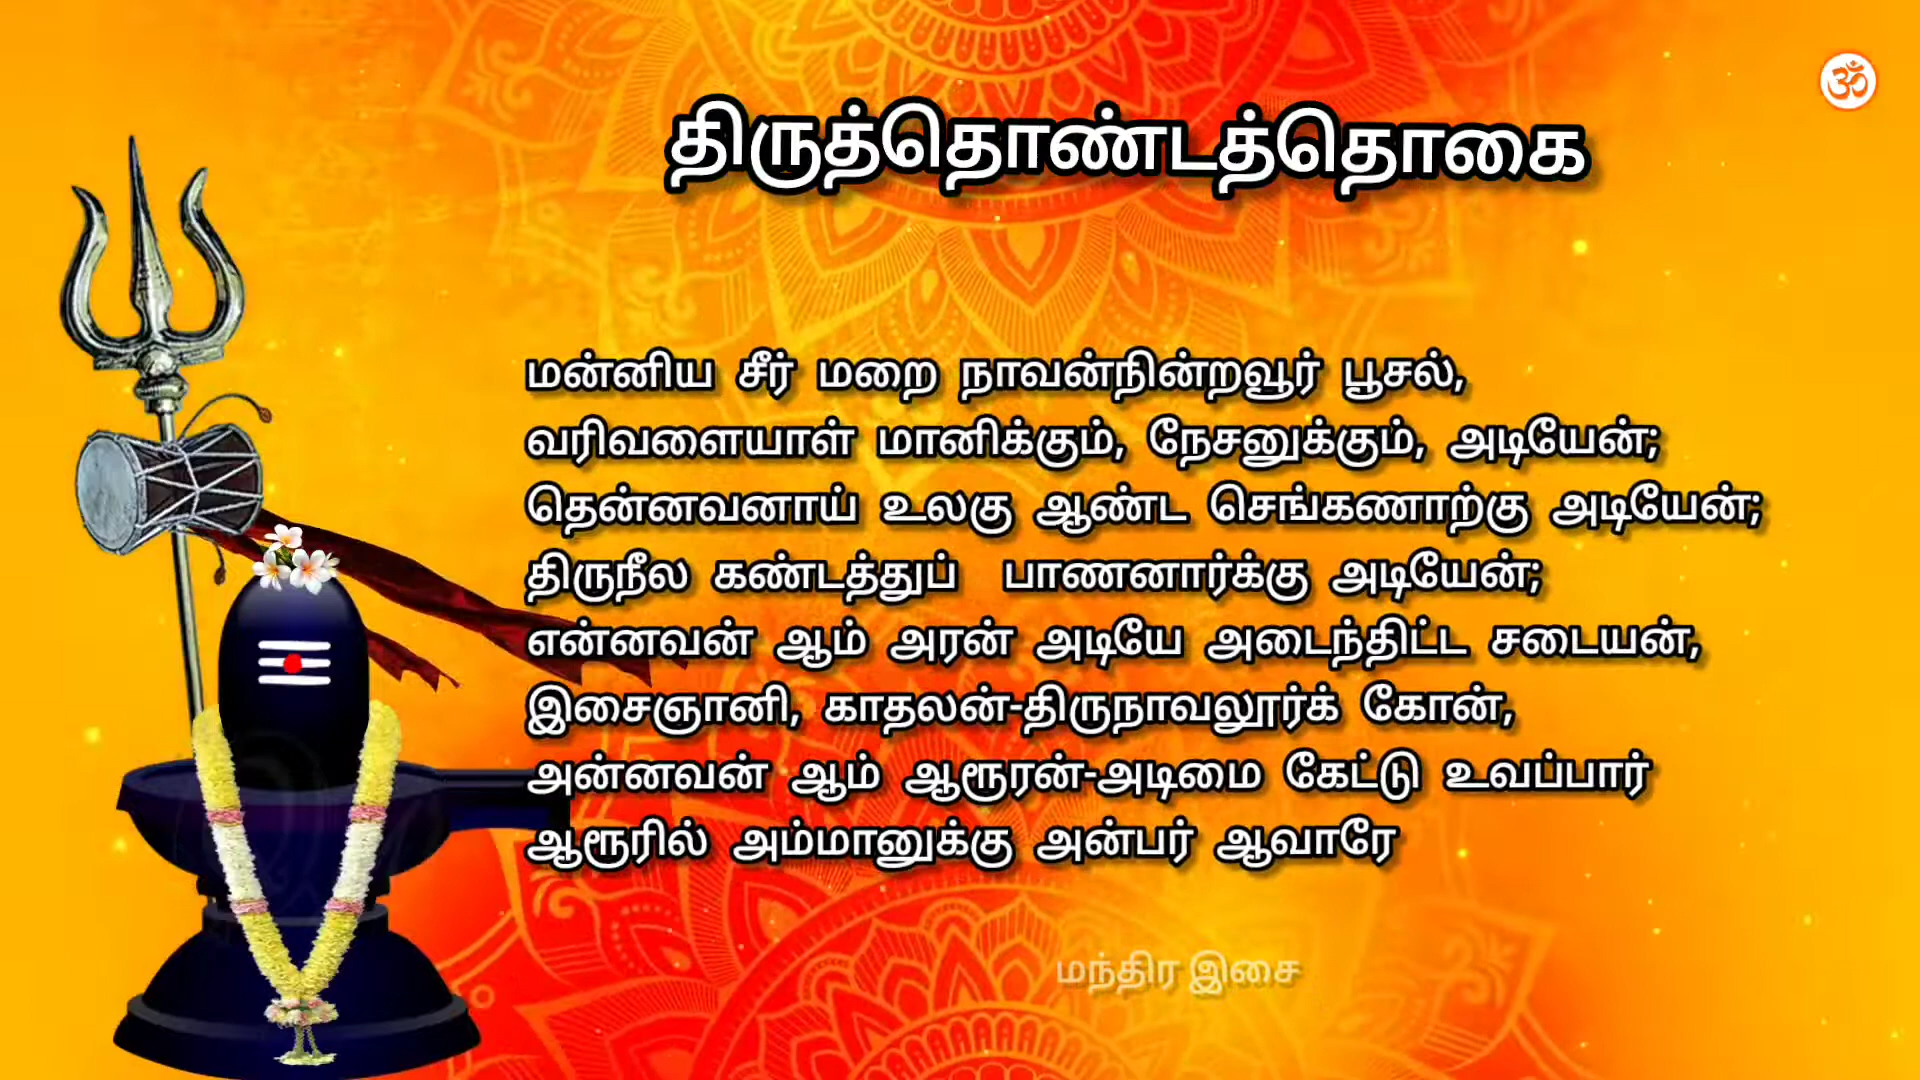 திருத்தொண்டத்தொகை
மன்னிய சீர் மறை நாவன்நின்றவூர் பூசல்,
வரிவளையாள் மானிக்கும், நேசனுக்கும், அடியேன்;
தென்னவனாய் உலகு ஆண்ட செங்கணாற்கு அடியேன்;
திருநீல கண்டத்துப் பாணனார்க்கு அடியேன்;
என்னவன் ஆம் அரன் அடியே அடைந்திட்ட சடையன்,
இசைஞானி, காதலன்-திருநாவலூர்க் கோன்,
அன்னவன் ஆம் ஆரூரன்-அடிமை கேட்டு உவப்பார்
ஆரூரில் அம்மானுக்கு அன்பர் ஆவாரே
மந்திர இசை